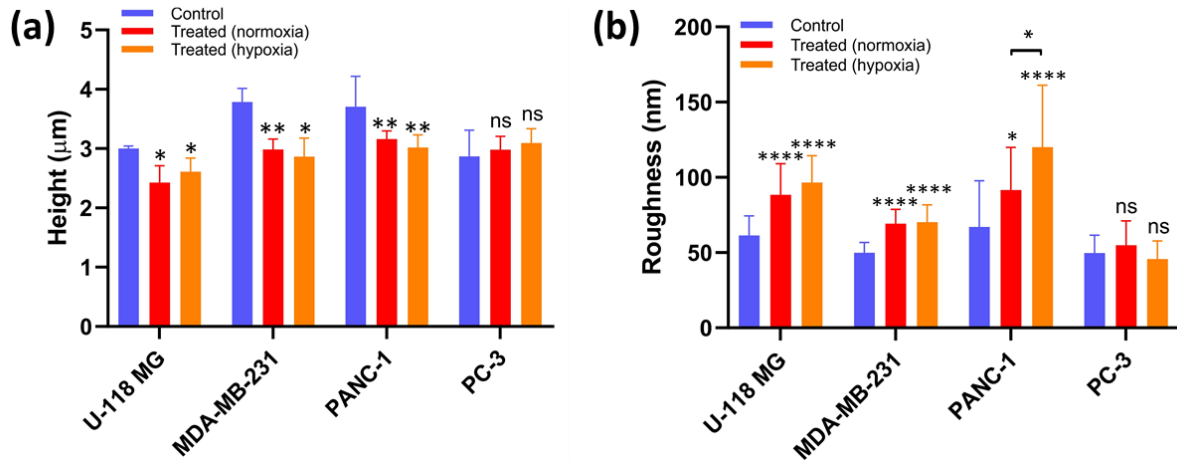 (a)
Control
Treated (normoxia)
Treated (hypoxia)
Height (μm)
5
4
3
2
1
0
* *
** *
** **
ns ns
U-118 MG
MDA-MB-231
PANC-1
PC-3
(b)
Control
Treated (normoxia)
Treated (hypoxia)
Roughness (nm)
200
150
100
50
0
**** ****
**** ****
*
* ****
ns ns
U-118 MG
MDA-MB-231
PANC-1
PC-3